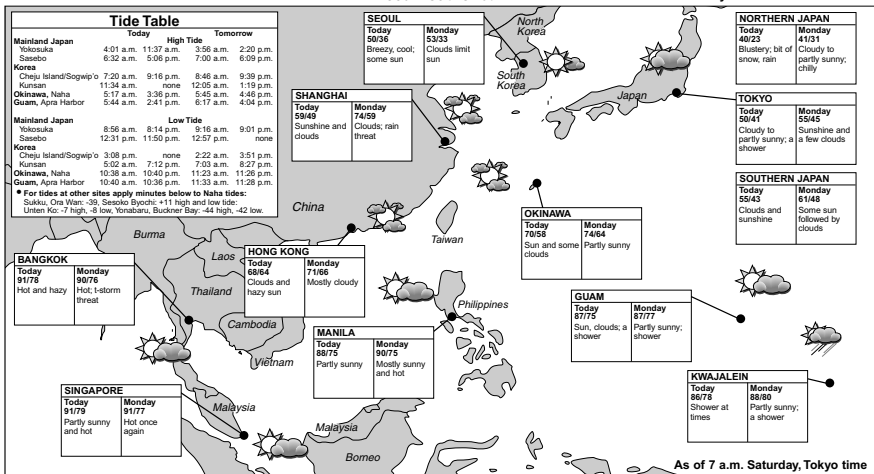 Tide Table
Today Tomorrow
Mainland Japan High Tide
Yokosuka 4:01 a.m. 11:37 a.m. 3:56 a.m. 2:20 p.m.
Sasebo 6:32 a.m. 5:06 p.m. 7:00 a.m. 6:09 p.m.
Korea
Cheju Island/Sogwip'o 7:20 a.m. 9:16 p.m. 8:46 a.m. 9:39 p.m.
Kunsan 11:34 a.m. none 12:05 a.m. 1:19 p.m.
Okinawa, Naha 5:17 a.m. 3:36 p.m. 5:45 a.m. 4:46 p.m.
Guam, Apra Harbor 5:44 a.m. 2:41 p.m. 6:17 a.m. 4:04 p.m.
Mainland Japan Low Tide
Yokosuka 8:56 a.m. 8:14 p.m. 9:16 a.m. 9:01 p.m.
Sasebo 12:31 p.m. 11:50 p.m. 12:57 p.m. none
Korea
Cheju Island/Sogwip'o 3:08 p.m. none 2:22 a.m. 3:51 p.m.
Kunsan 5:02 a.m. 7:12 p.m. 7:03 a.m. 8:27 p.m.
Okinawa, Naha 10:38 a.m. 10:40 p.m. 11:23 a.m. 11:26 p.m.
Guam, Apra Harbor 10:40 a.m. 10:36 p.m. 11:33 a.m. 11:28 p.m.
• For tides at other sites apply minutes below to Naha tides:
Sukku, Ora Wan: -39, Sesoko Byochi: +11 high and low tide:
Unten Ko: -7 high, -8 low, Yonabaru, Buckner Bay: -44 high, -42 low.
SEOUL
Today Monday
50/36 53/33
Breezy, cool; Clouds limit
some sun sun
North
Korea
South
Korea
Japan
NORTHERN JAPAN
Today Monday
40/23 41/31
Blustery; bit of Cloudy to
snow, rain partly sunny;
chilly
SHANGHAI
Today Monday
59/49 74/59
Sunshine and Clouds; rain
clouds threat
TOKYO
Today Monday
50/41 55/45
Cloudy to Sunshine and
partly sunny; a a few clouds
shower
SOUTHERN JAPAN
Today Monday
55/43 61/48
Clouds and Some sun
sunshine followed by
clouds
China
Taiwan
OKINAWA
Today Monday
70/58 74/64
Sun and some Partly sunny
clouds
Burma
Laos
Thailand
Cambodia
Vietnam
BANGKOK
Today Monday
91/78 90/76
Hot and hazy Hot; t-storm
threat
HONG KONG
Today Monday
68/64 71/66
Clouds and Mostly cloudy
hazy sun
Philippines
GUAM
Today Monday
87/75 87/77
Sun, clouds; a Partly sunny;
shower shower
MANILA
Today Monday
88/75 90/75
Partly sunny Mostly sunny
and hot
SINGAPORE
Today Monday
91/79 91/77
Partly sunny Hot once
and hot again
Malaysia
Malaysia
Borneo
KWAJALEIN
Today Monday
86/78 88/80
Shower at Partly sunny;
times a shower
As of 7 a.m. Saturday, Tokyo time